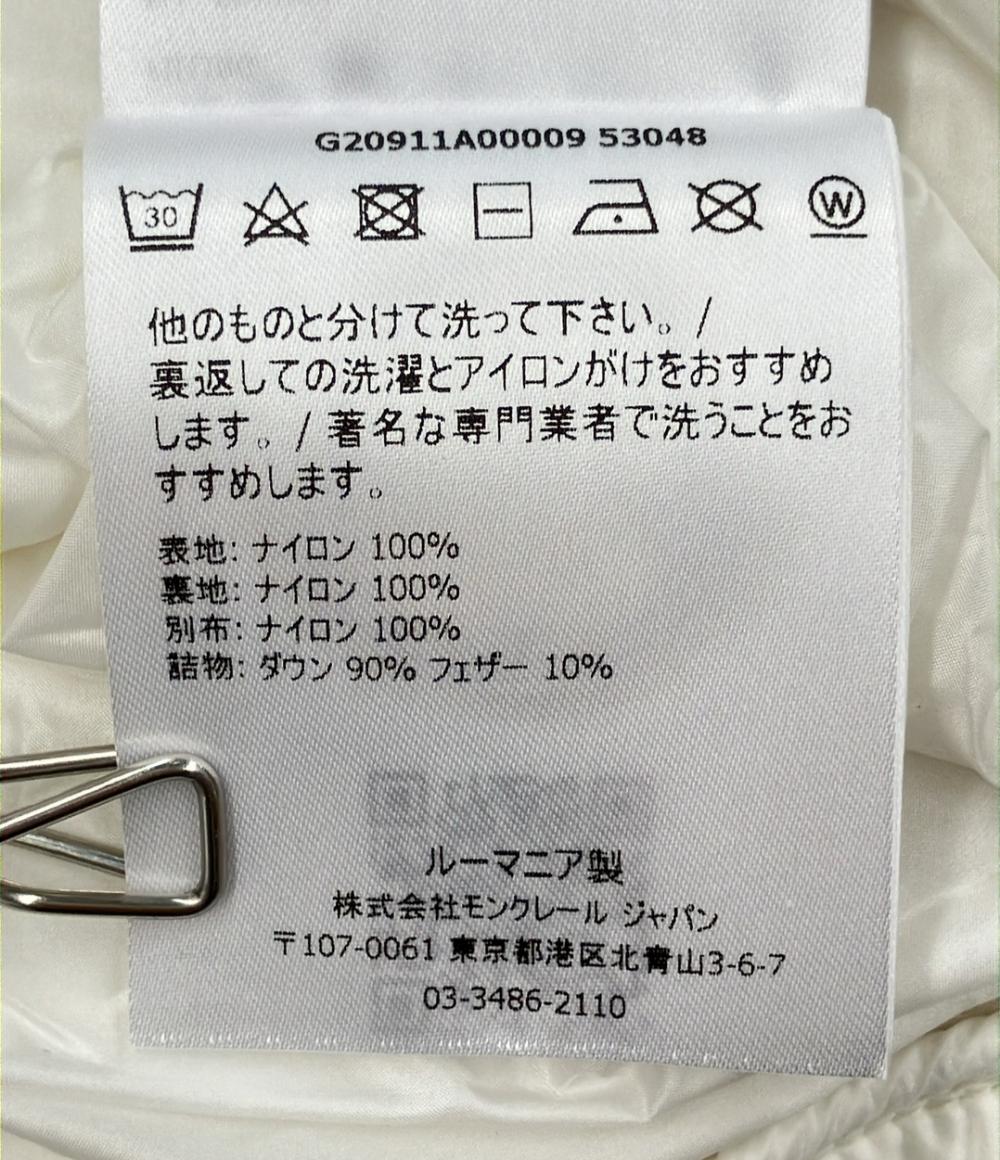 G20911A00009 53048
30 W
他のものと分けて洗って下さい。/
裏返しての洗濯とアイロンがけをおすすめ
します。/ 著名な専門業者で洗うことをお
すすめします。
表地: ナイロン 100%
裏地: ナイロン 100%
別布: ナイロン 100%
詰物: ダウン 90% フェザー 10%
ルーマニア製
株式会社モンクレール ジャパン
〒107-0061 東京都港区北青山3-6-7
03-3486-2110